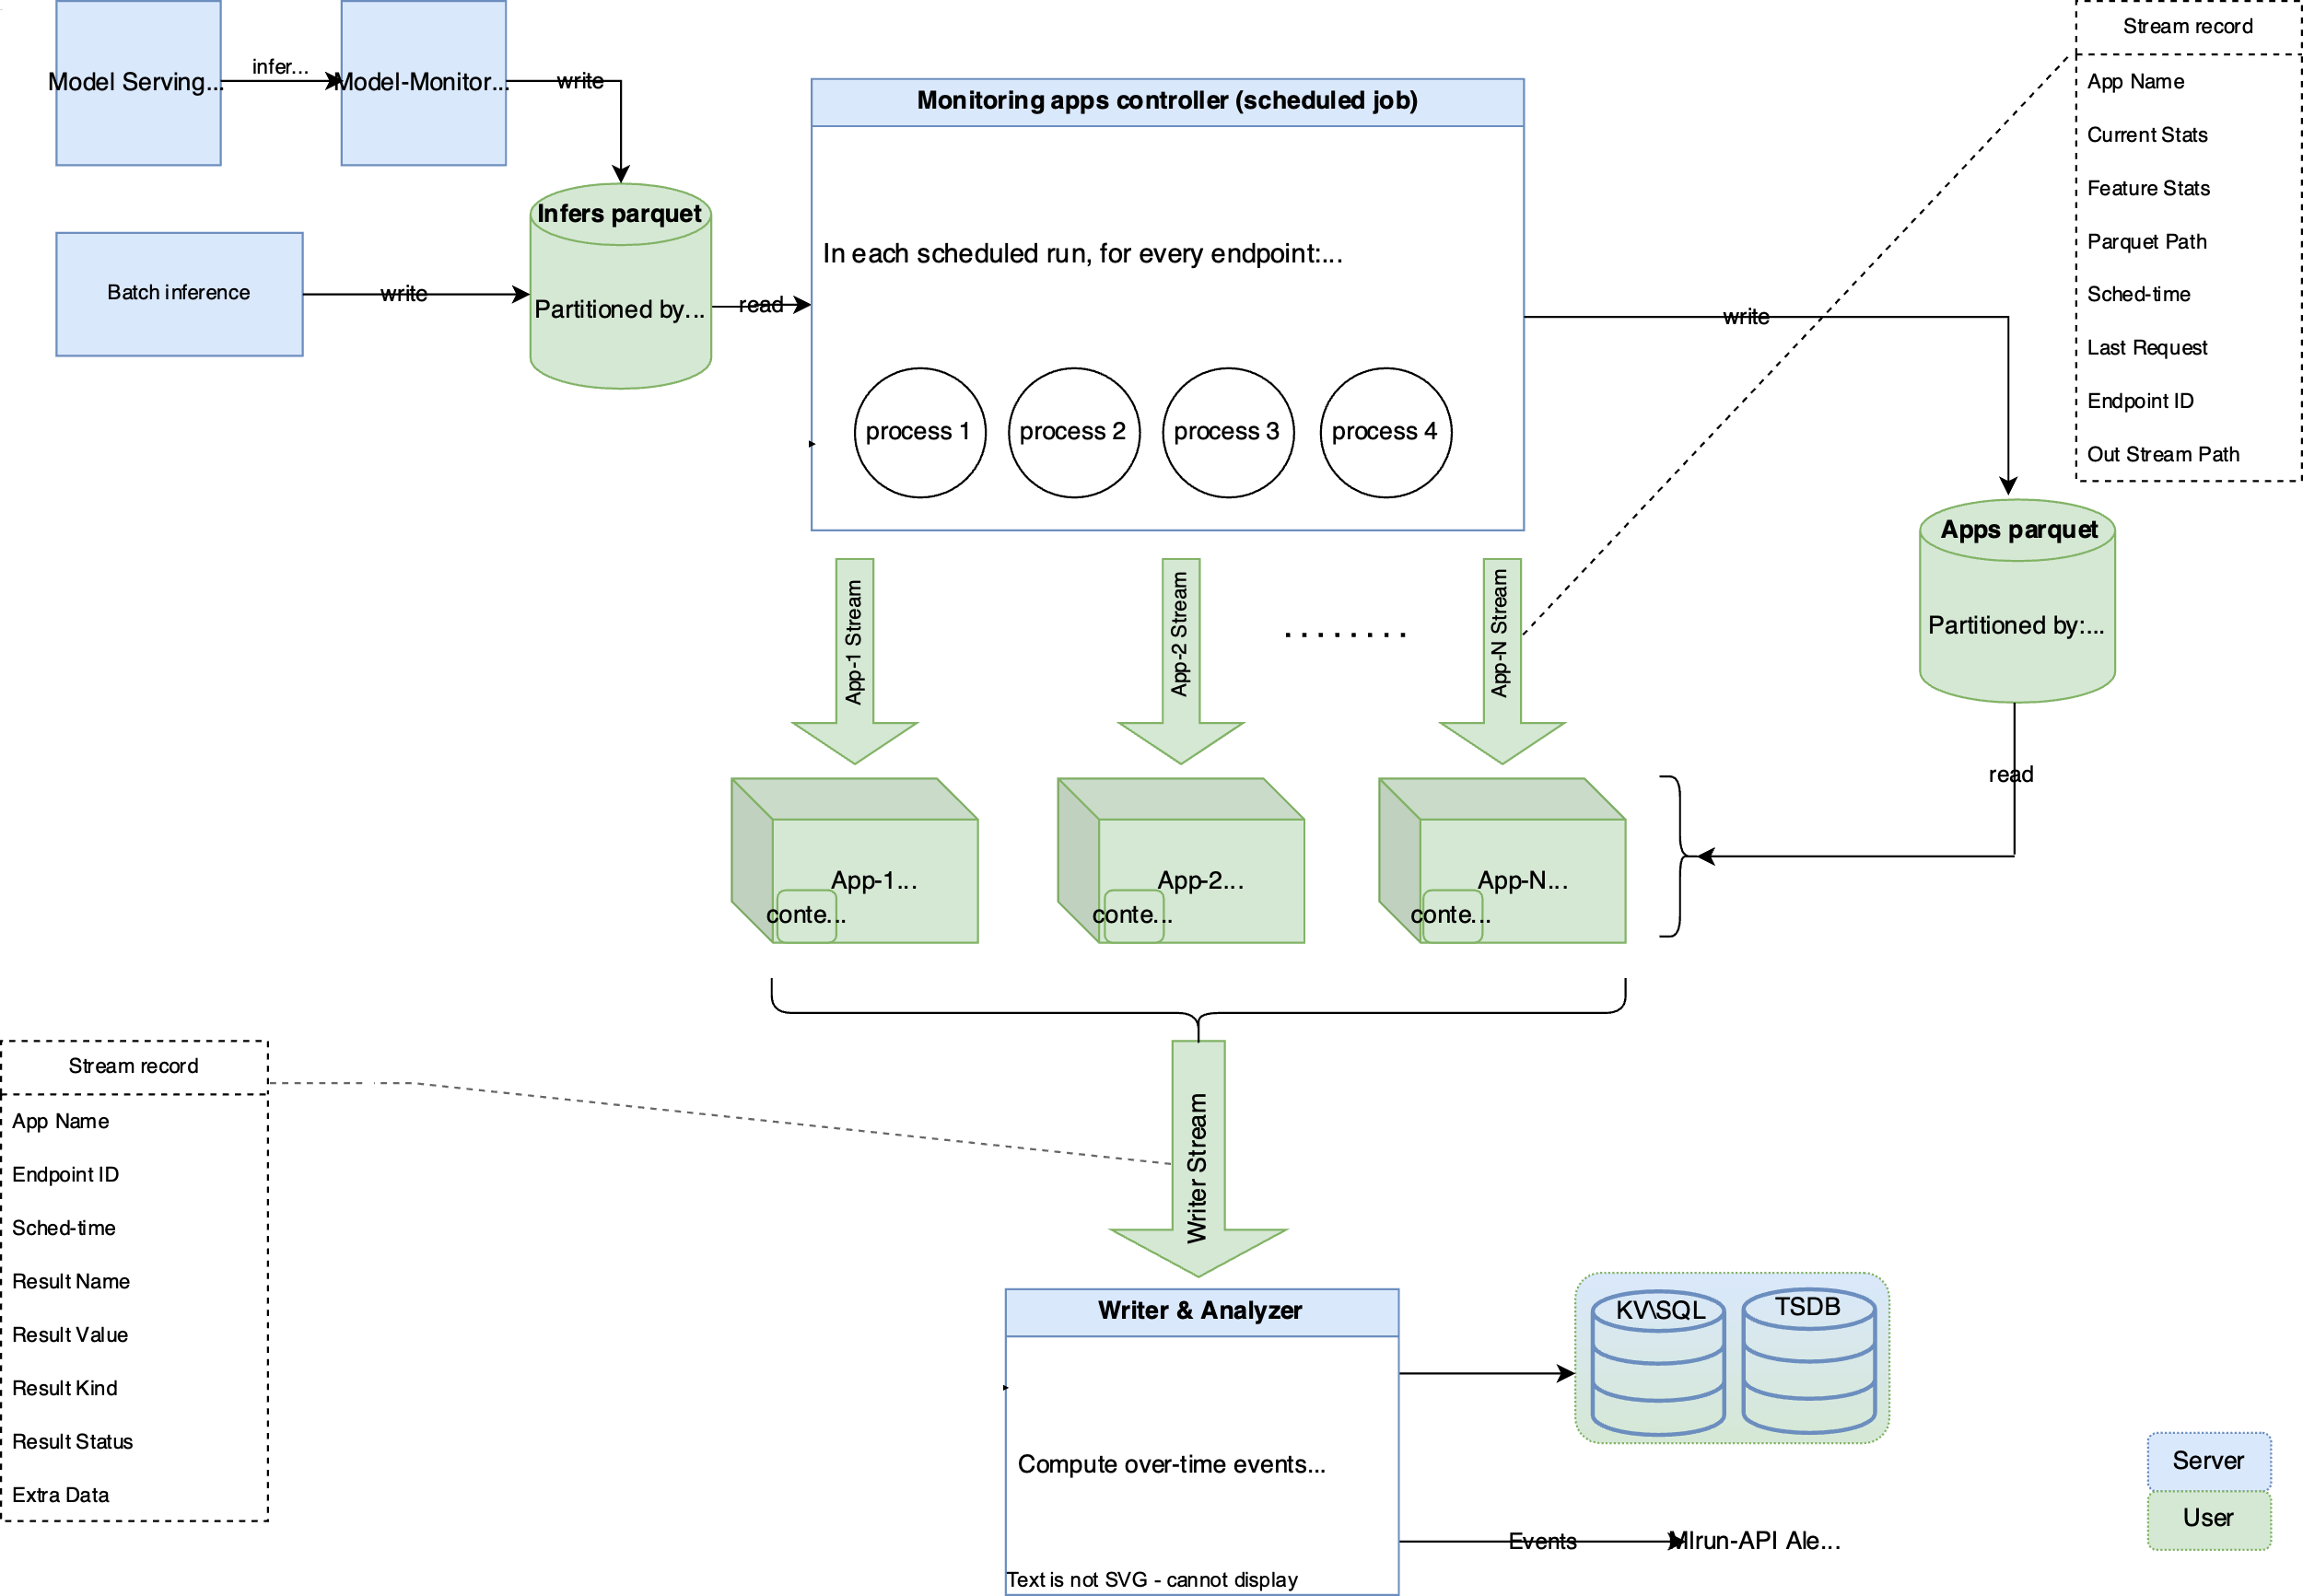 Model Serving...
infer...
Model-Monitor...
write
Batch inference
write
Infers parquet
Partitioned by...
read
Monitoring apps controller (scheduled job)
In each scheduled run, for every endpoint:...
process 1
process 2
process 3
process 4
write
Stream record
App Name
Current Stats
Feature Stats
Parquet Path
Sched-time
Last Request
Endpoint ID
Out Stream Path
Apps parquet
Partitioned by:...
read
App-1 Stream
App-2 Stream
........
App-N Stream
App-1...
conte...
App-2...
conte...
App-N...
conte...
Stream record
App Name
Endpoint ID
Sched-time
Result Name
Result Value
Result Kind
Result Status
Extra Data
Writer Stream
Writer & Analyzer
Compute over-time events...
Text is not SVG - cannot display
KV\SQL
TSDB
Events
Mlrun-API Ale...
Server
User